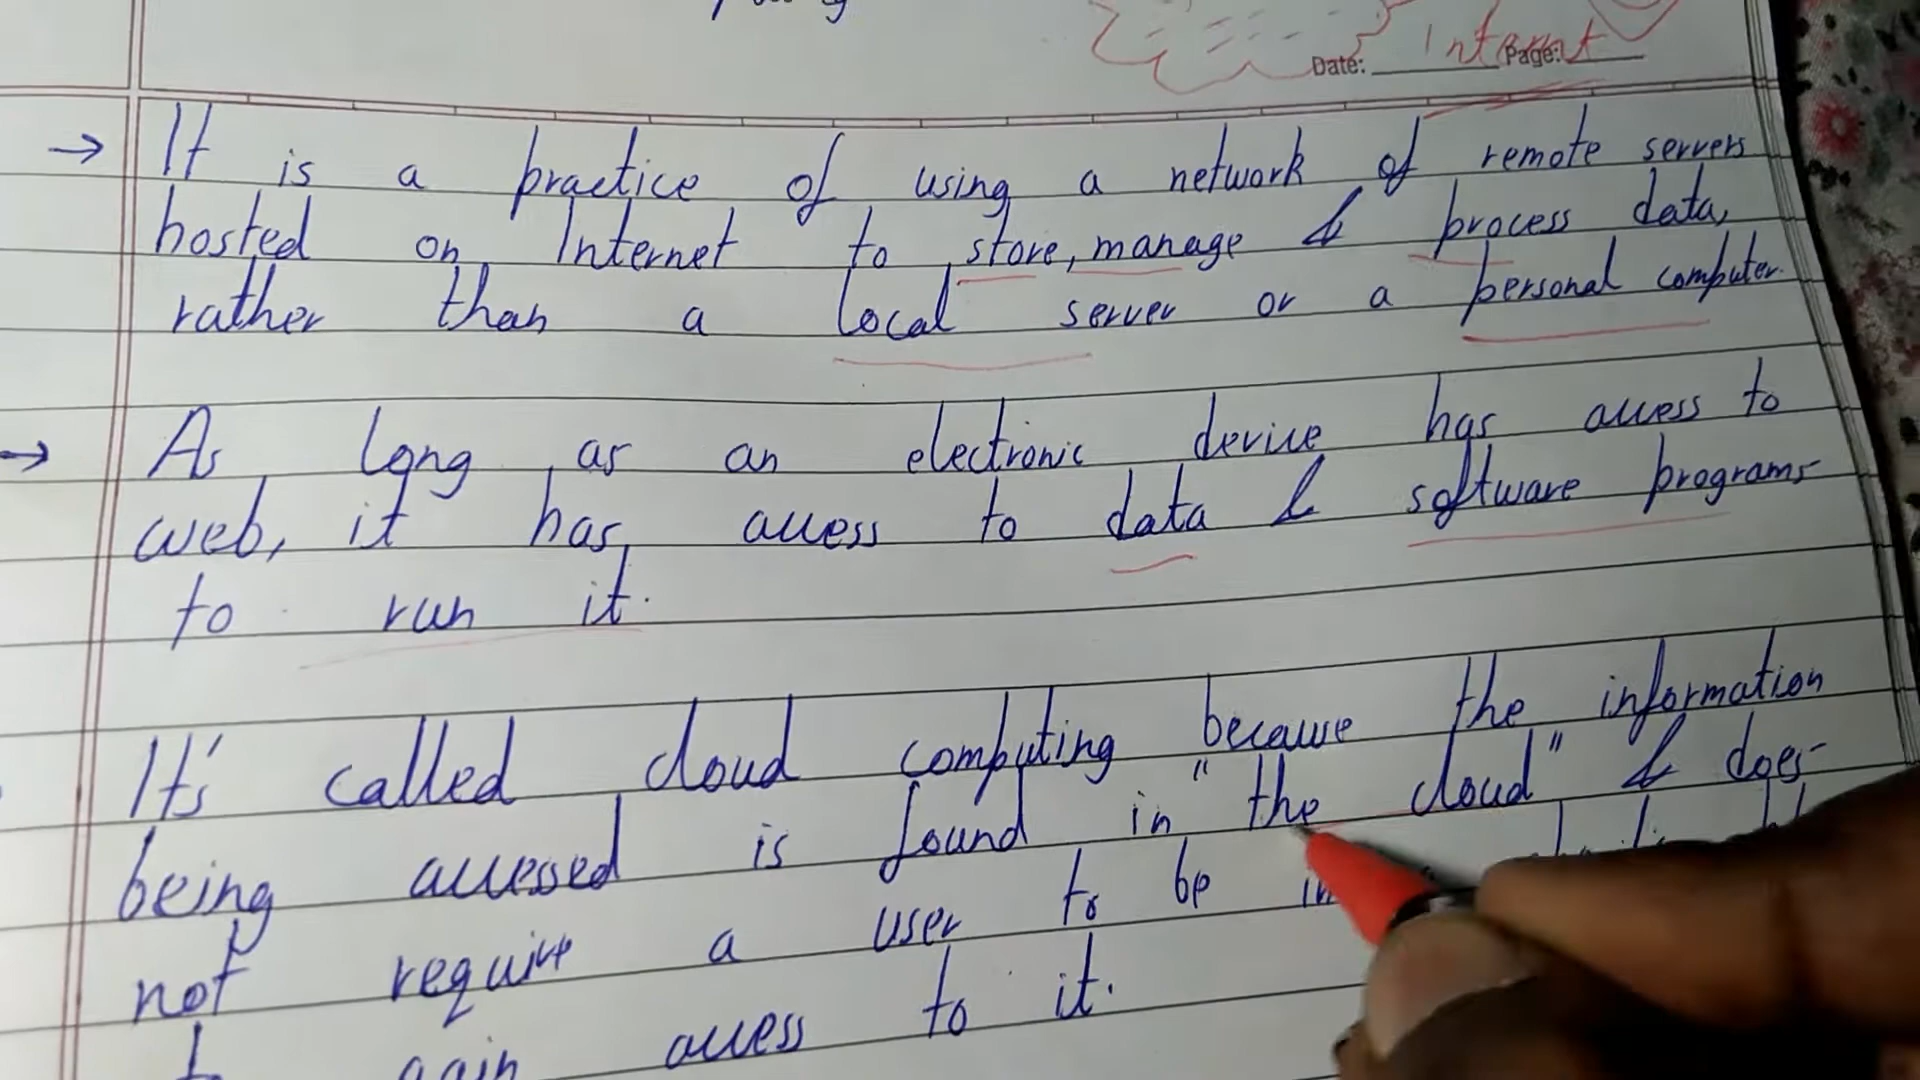 Internet
Date: Page:
→ It is a practice of using a network of remote servers
hosted on Internet to store, manage & process data,
rather than a local server or a personal computer.
→ As long as an electronic device has access to
web, it has access to data & software programs
to run it.
It's called cloud computing because the information
being accessed is found in "the cloud" & does
not require a user to be in
to gain access to it.